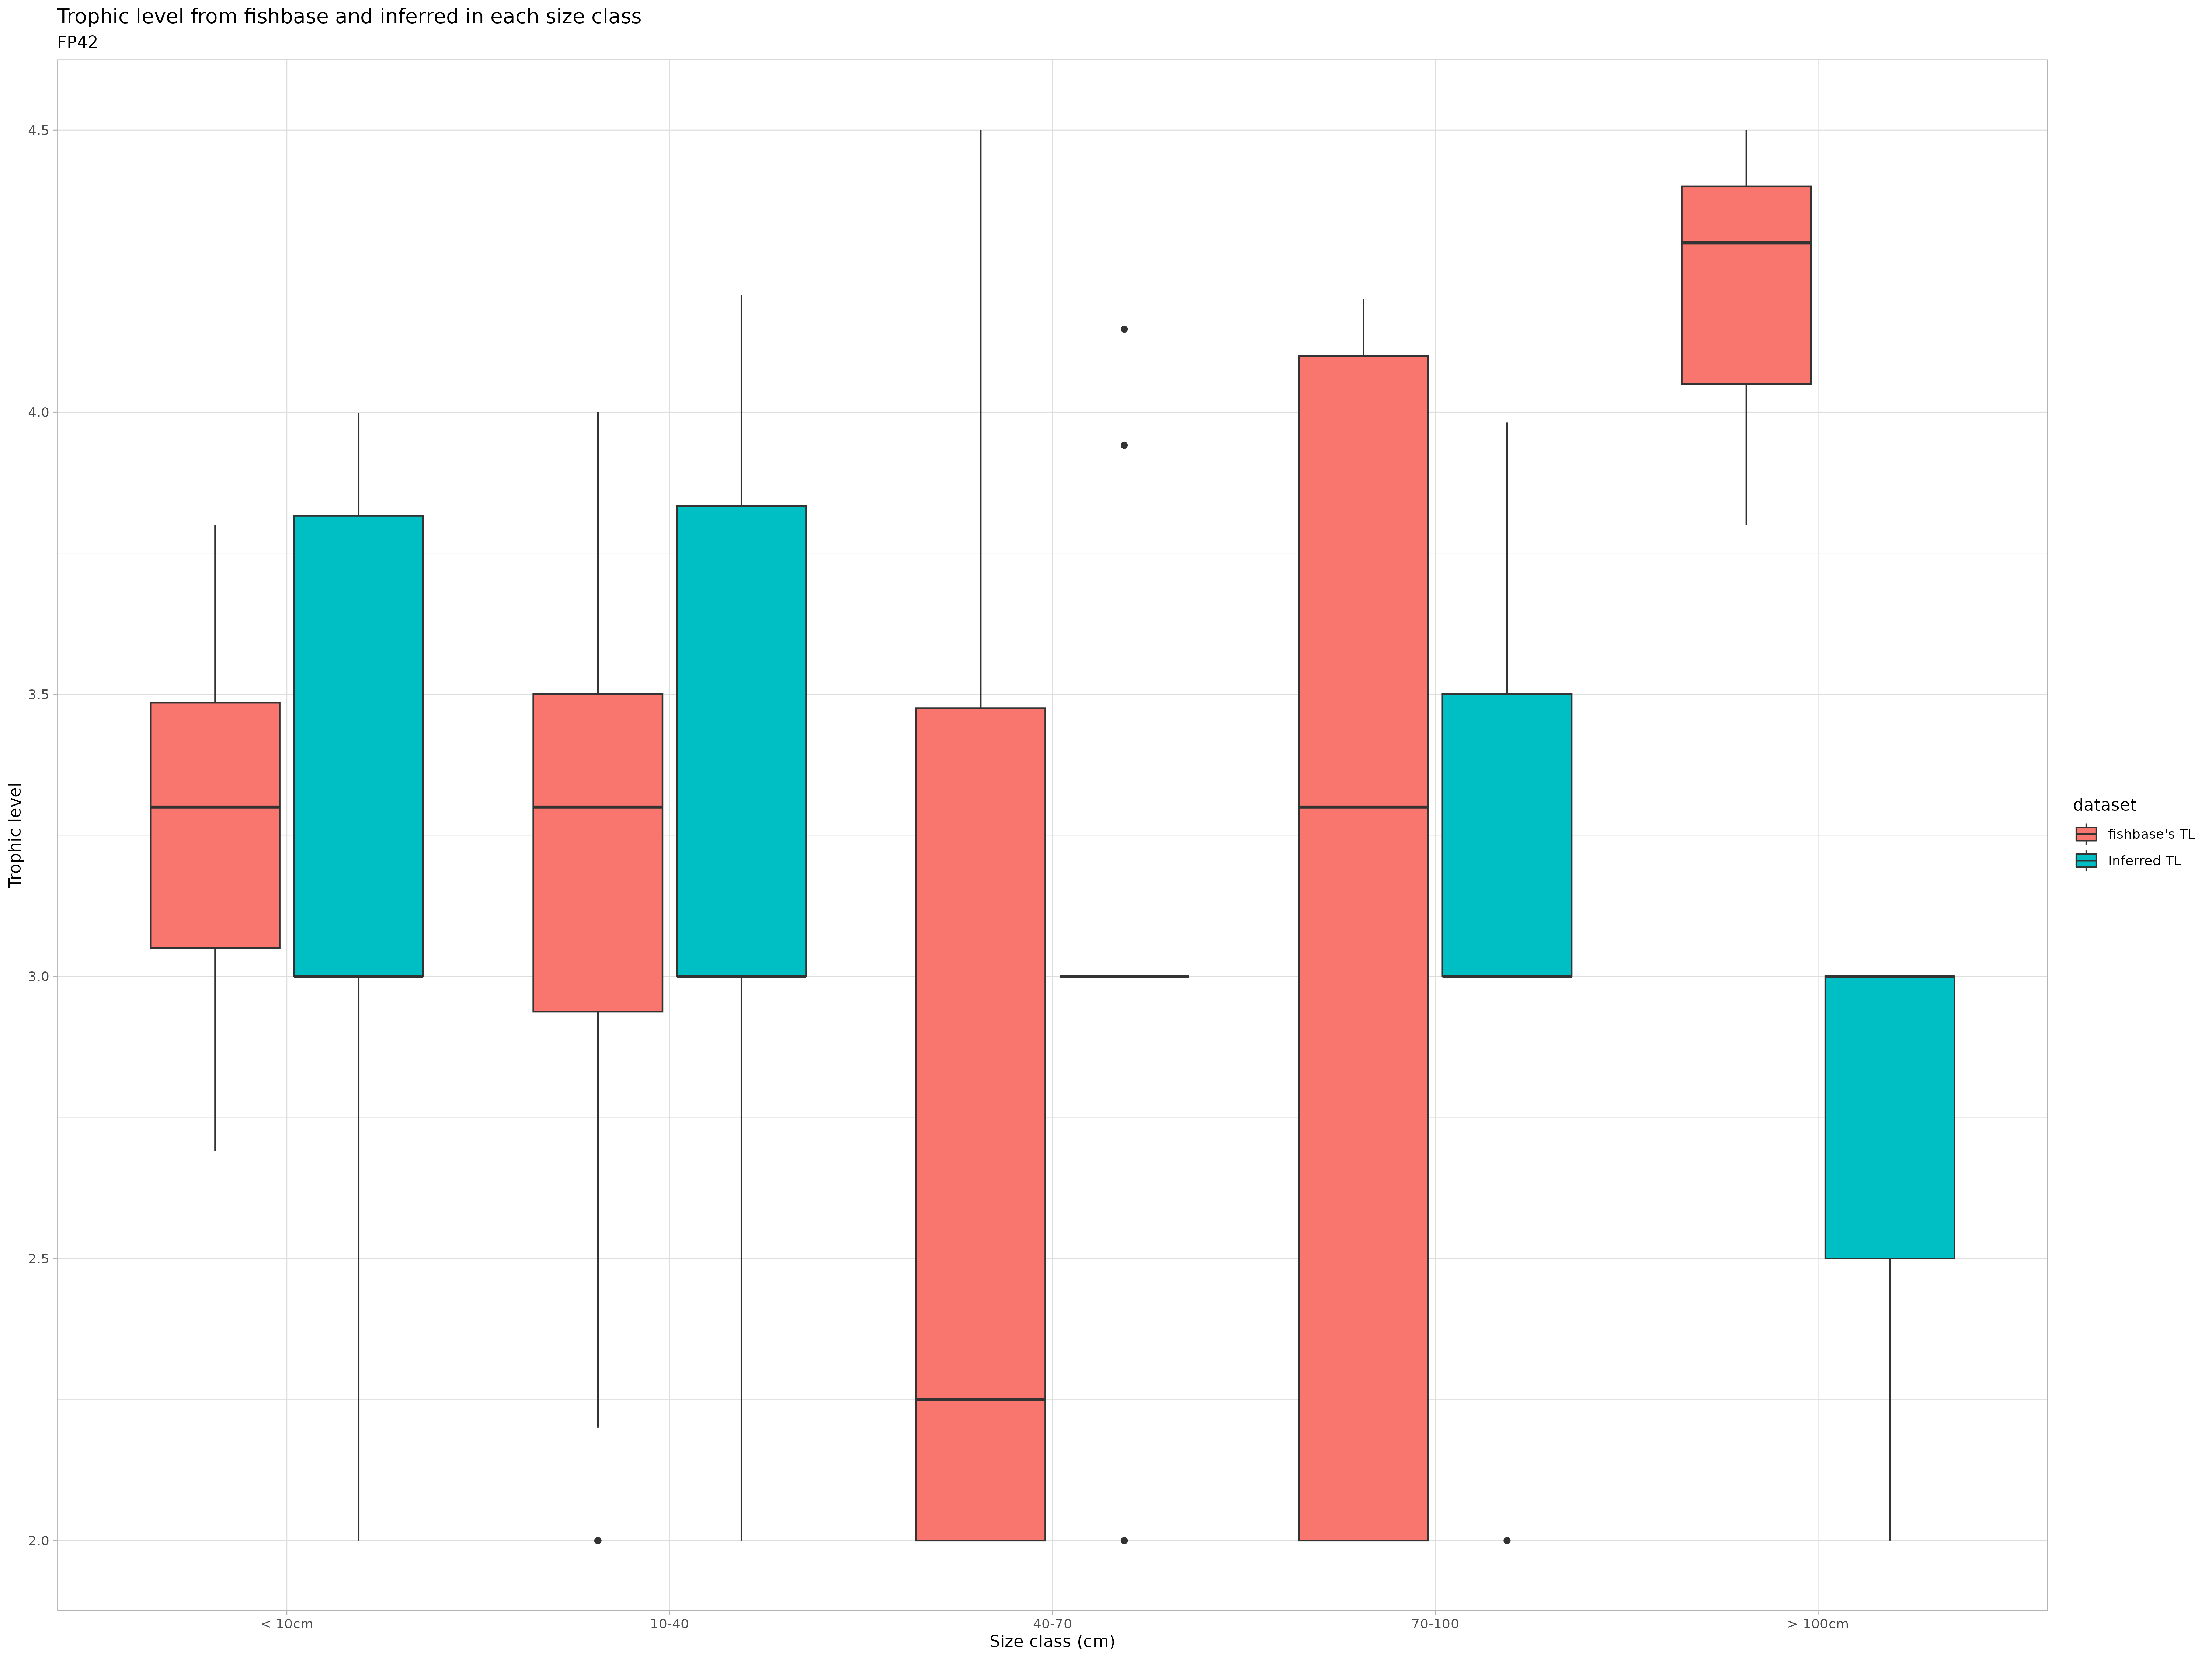 Trophic level from fishbase and inferred in each size class
FP42
Trophic level
4.5
4.0
3.5
3.0
2.5
2.0
< 10cm
10-40
40-70
70-100
> 100cm
Size class (cm)
dataset
fishbase's TL
Inferred TL